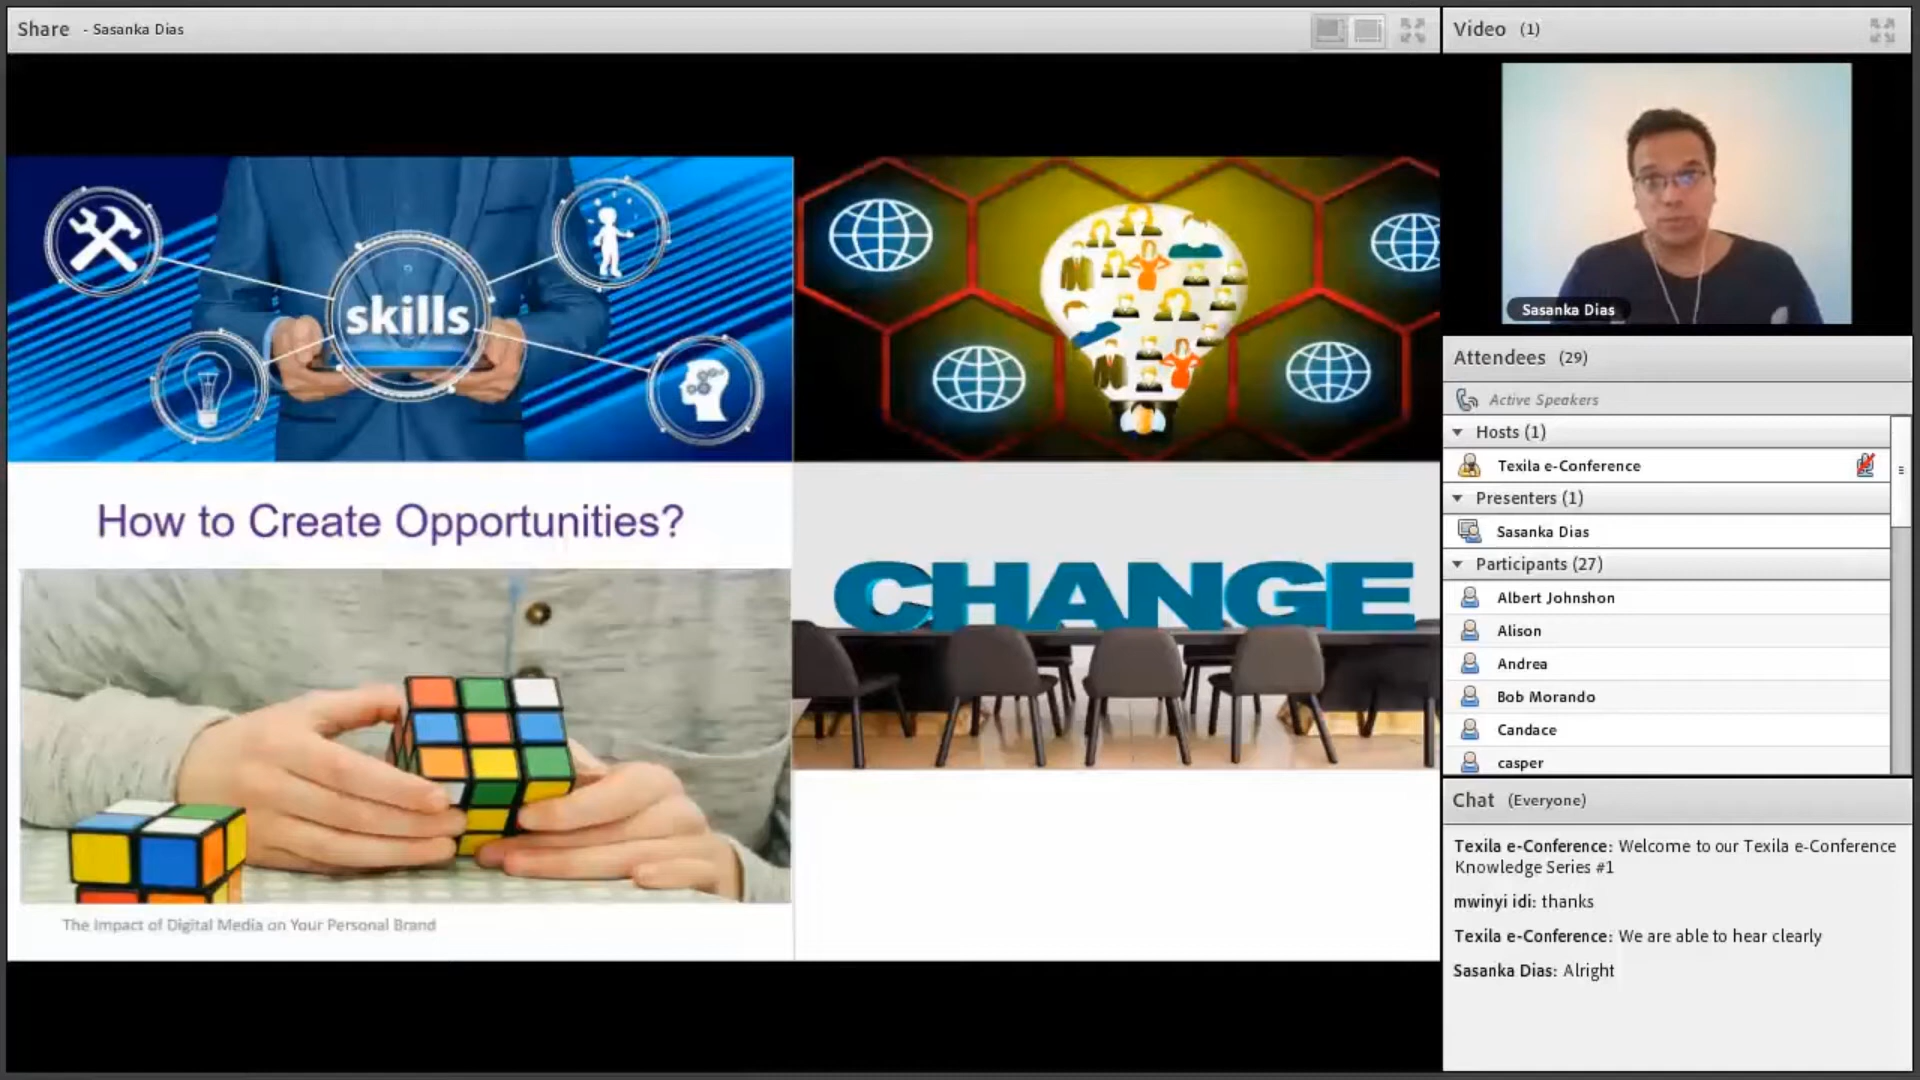 Share - Sasanka Dias
skills
How to Create Opportunities?
The Impact of Digital Media on Your Personal Brand
CHANGE
Video (1)
Sasanka Dias
Attendees (29)
Active Speakers
Hosts (1)
Texila e-Conference
Presenters (1)
Sasanka Dias
Participants (27)
Albert Johnshon
Alison
Andrea
Bob Morando
Candace
casper
Chat (Everyone)
Texila e-Conference: Welcome to our Texila e-Conference
Knowledge Series #1
mwinyi idi: thanks
Texila e-Conference: We are able to hear clearly
Sasanka Dias: Alright